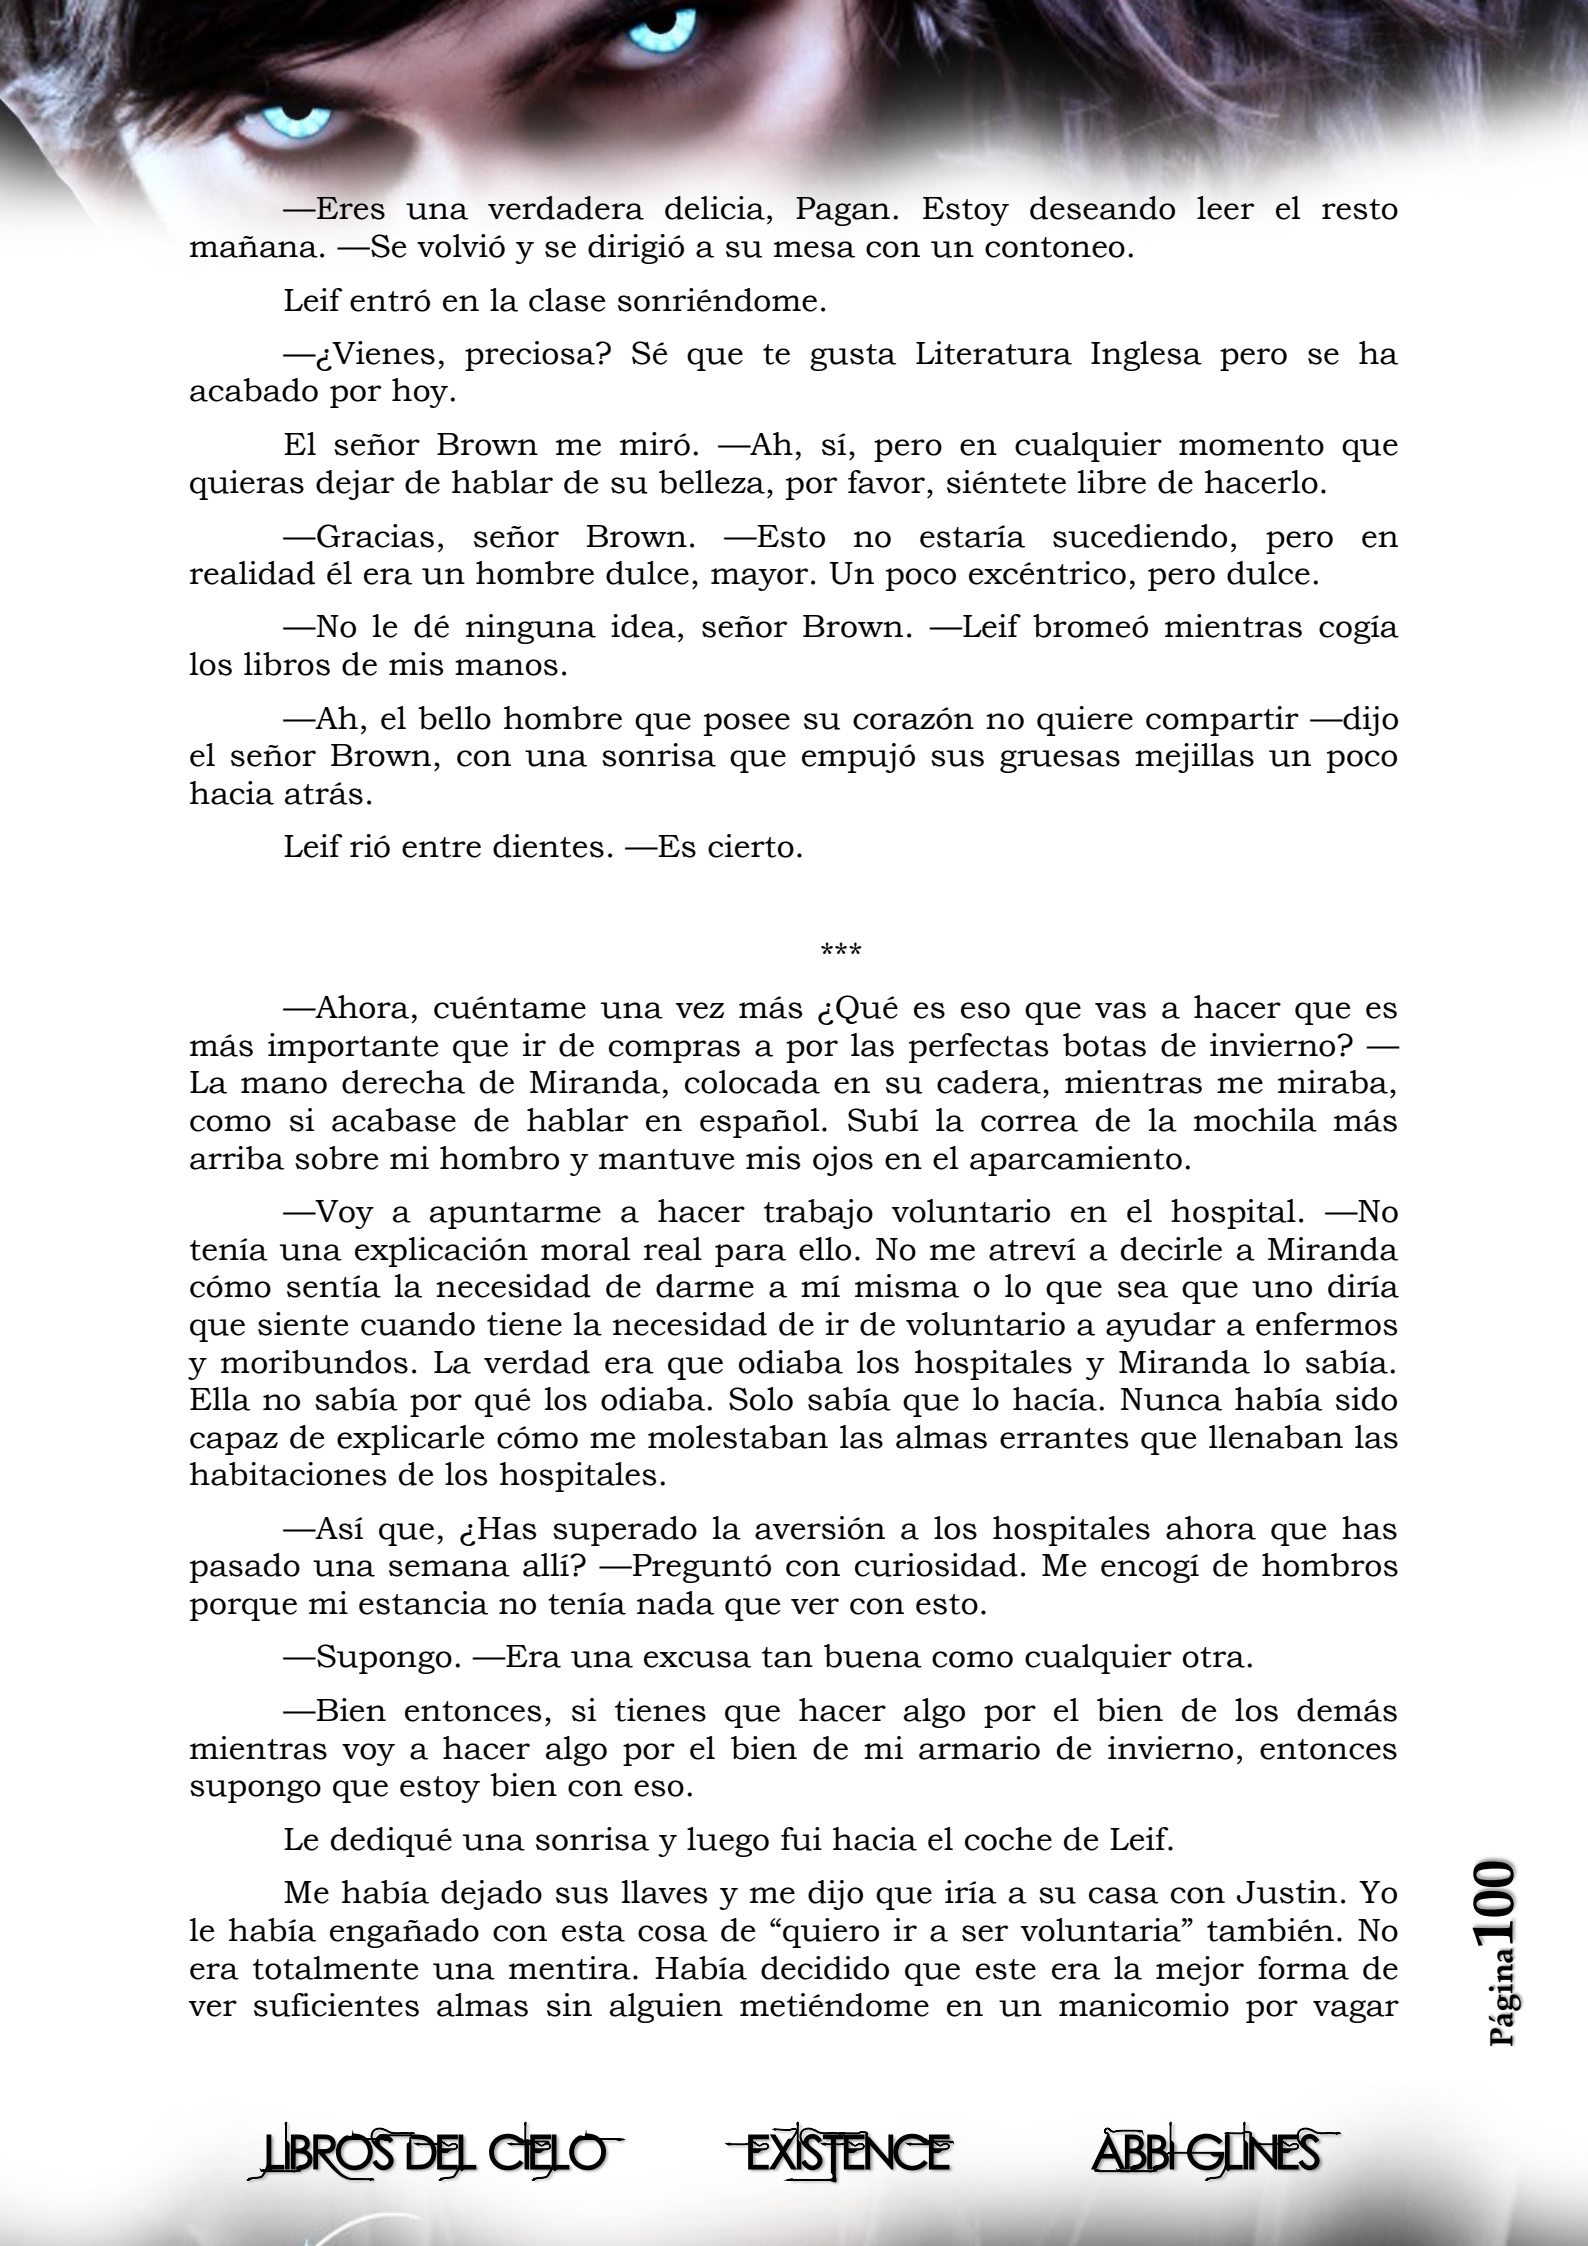 —Eres una verdadera delicia, Pagan. Estoy deseando leer el resto
mañana. —Se volvió y se dirigió a su mesa con un contoneo.
Leif entró en la clase sonriéndome.
—¿Vienes, preciosa? Sé que te gusta Literatura Inglesa pero se ha
acabado por hoy.
El señor Brown me miró. —Ah, sí, pero en cualquier momento que
quieras dejar de hablar de su belleza, por favor, siéntete libre de hacerlo.
—Gracias, señor Brown. —Esto no estaría sucediendo, pero en
realidad él era un hombre dulce, mayor. Un poco excéntrico, pero dulce.
—No le dé ninguna idea, señor Brown. —Leif bromeó mientras cogía
los libros de mis manos.
—Ah, el bello hombre que posee su corazón no quiere compartir —dijo
el señor Brown, con una sonrisa que empujó sus gruesas mejillas un poco
hacia atrás.
Leif rió entre dientes. —Es cierto.
***
—Ahora, cuéntame una vez más ¿Qué es eso que vas a hacer que es
más importante que ir de compras a por las perfectas botas de invierno? —
La mano derecha de Miranda, colocada en su cadera, mientras me miraba,
como si acabase de hablar en español. Subí la correa de la mochila más
arriba sobre mi hombro y mantuve mis ojos en el aparcamiento.
—Voy a apuntarme a hacer trabajo voluntario en el hospital. —No
tenía una explicación moral real para ello. No me atreví a decirle a Miranda
cómo sentía la necesidad de darme a mí misma o lo que sea que uno diría
que siente cuando tiene la necesidad de ir de voluntario a ayudar a enfermos
y moribundos. La verdad era que odiaba los hospitales y Miranda lo sabía.
Ella no sabía por qué los odiaba. Solo sabía que lo hacía. Nunca había sido
capaz de explicarle cómo me molestaban las almas errantes que llenaban las
habitaciones de los hospitales.
—Así que, ¿Has superado la aversión a los hospitales ahora que has
pasado una semana allí? —Preguntó con curiosidad. Me encogí de hombros
porque mi estancia no tenía nada que ver con esto.
—Supongo. —Era una excusa tan buena como cualquier otra.
—Bien entonces, si tienes que hacer algo por el bien de los demás
mientras voy a hacer algo por el bien de mi armario de invierno, entonces
supongo que estoy bien con eso.
Le dediqué una sonrisa y luego fui hacia el coche de Leif.
Me había dejado sus llaves y me dijo que iría a su casa con Justin. Yo
le había engañado con esta cosa de “quiero ir a ser voluntaria” también. No
era totalmente una mentira. Había decidido que este era la mejor forma de
ver suficientes almas sin alguien metiéndome en un manicomio por vagar
Página100
LIBROS DEL CIELO EXISTENCE ABBI GLINES